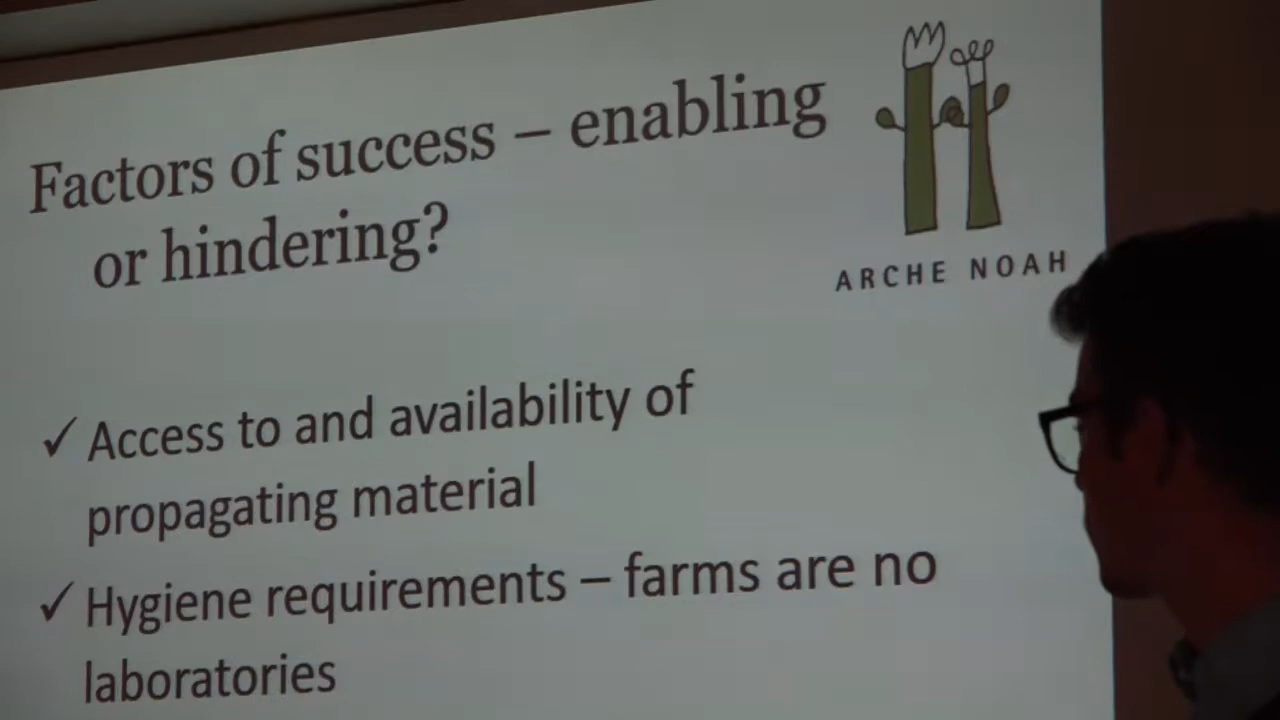 Factors of success – enabling
or hindering?
ARCHE NOAH
✓ Access to and availability of
propagating material
✓ Hygiene requirements – farms are no
laboratories